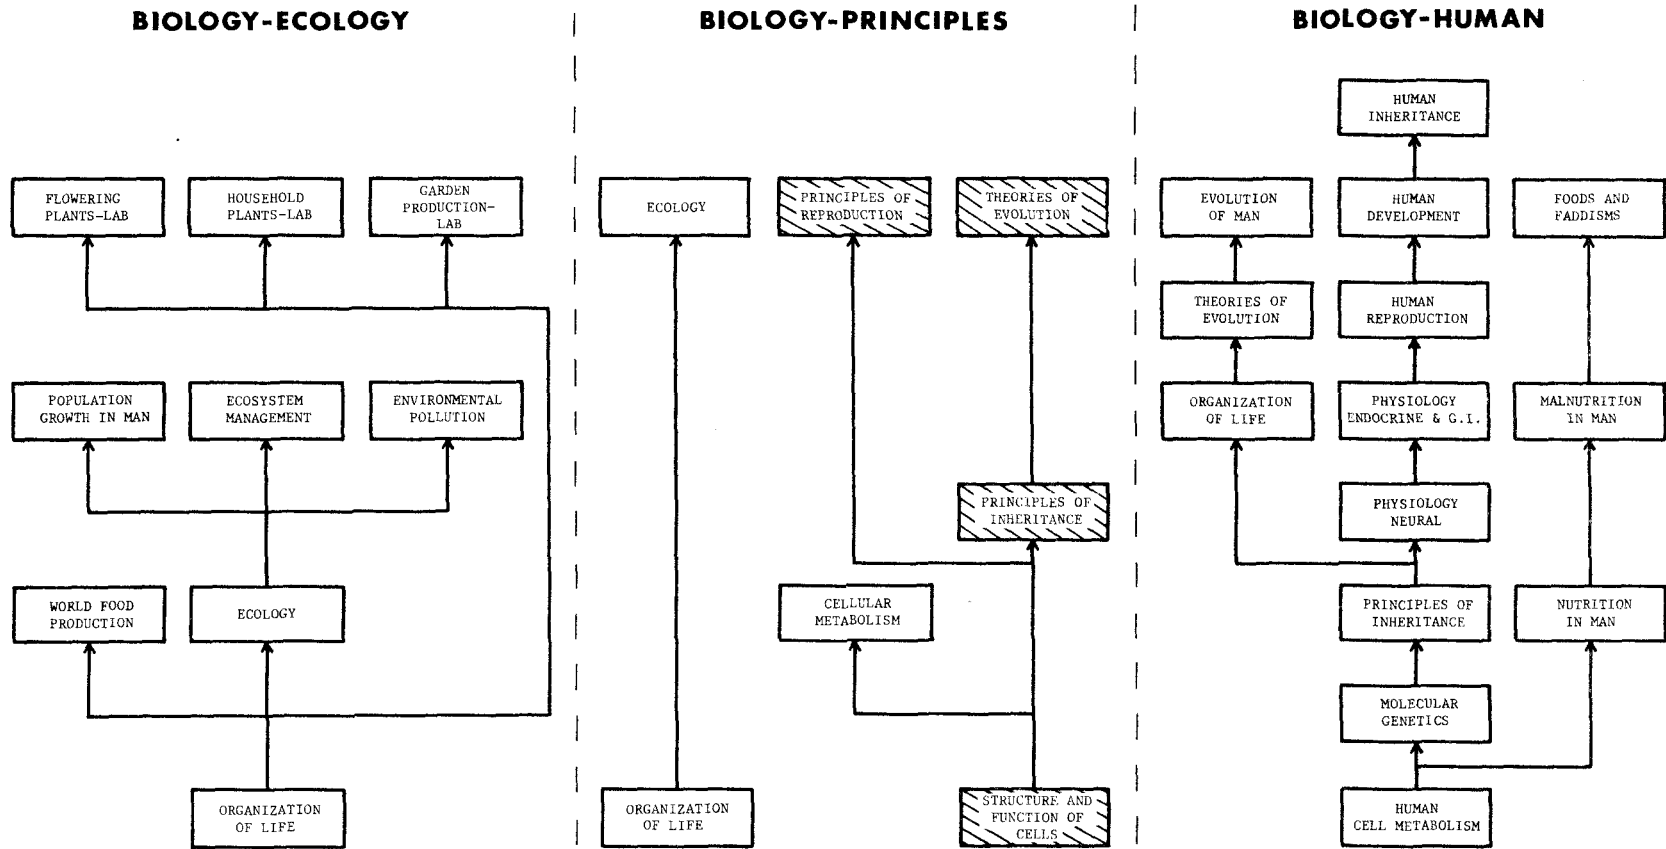 BIOLOGY-ECOLOGY
FLOWERING
PLANTS-LAB
HOUSEHOLD
PLANTS-LAB
GARDEN
PRODUCTION-
LAB
POPULATION
GROWTH IN MAN
ECOSYSTEM
MANAGEMENT
ENVIRONMENTAL
POLLUTION
WORLD FOOD
PRODUCTION
ECOLOGY
ORGANIZATION
OF LIFE
BIOLOGY-PRINCIPLES
ECOLOGY
PRINCIPLES OF
REPRODUCTION
THEORIES OF
EVOLUTION
PRINCIPLES OF
INHERITANCE
CELLULAR
METABOLISM
ORGANIZATION
OF LIFE
STRUCTURE AND
FUNCTION OF
CELLS
BIOLOGY-HUMAN
HUMAN
INHERITANCE
EVOLUTION
OF MAN
HUMAN
DEVELOPMENT
FOODS AND
FADDISMS
THEORIES OF
EVOLUTION
HUMAN
REPRODUCTION
ORGANIZATION
OF LIFE
PHYSIOLOGY
ENDOCRINE & G.I.
MALNUTRITION
IN MAN
PHYSIOLOGY
NEURAL
PRINCIPLES OF
INHERITANCE
NUTRITION
IN MAN
MOLECULAR
GENETICS
HUMAN
CELL METABOLISM